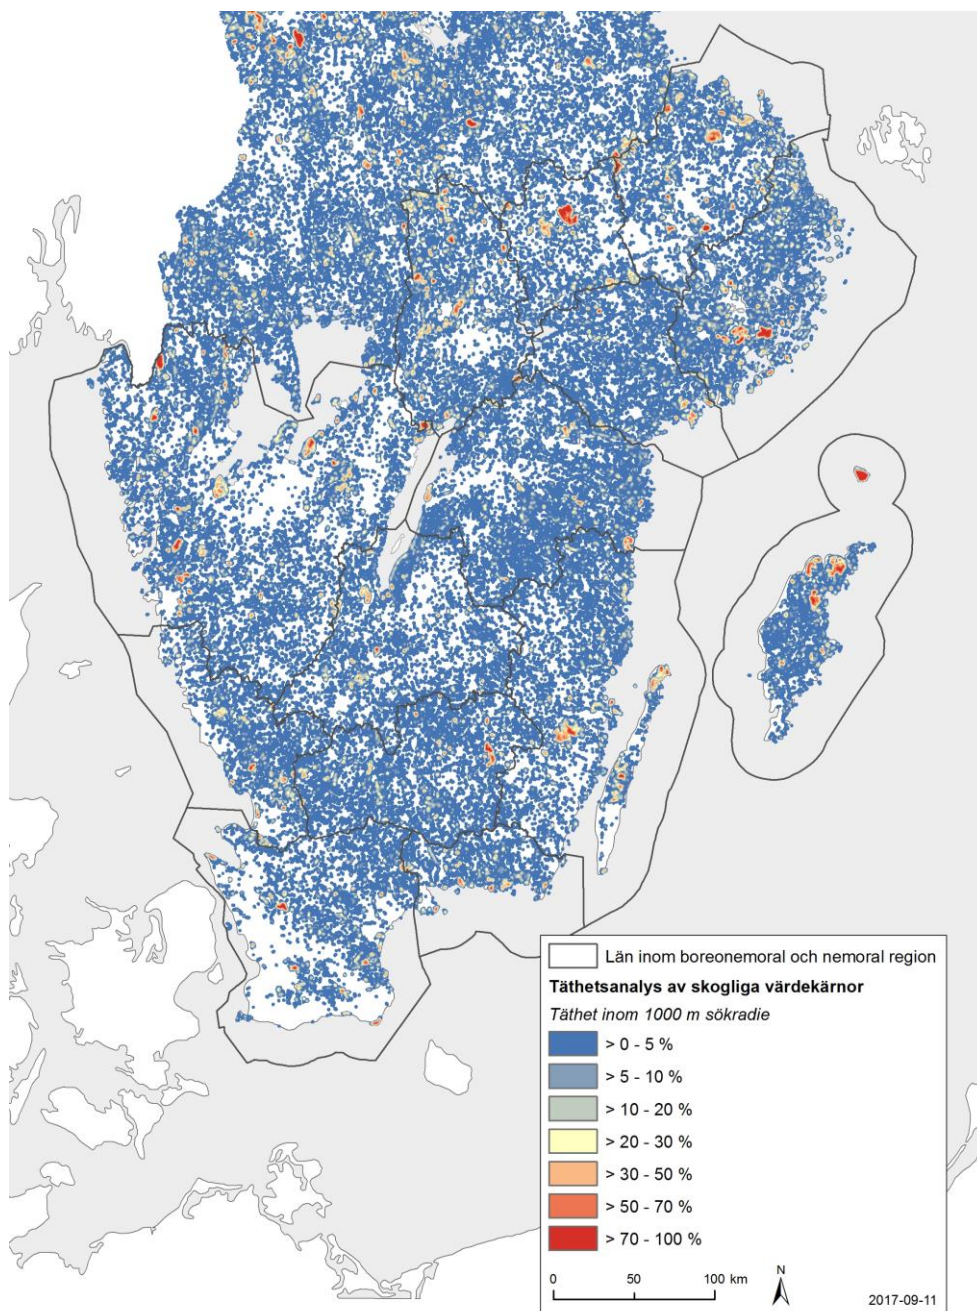 Län inom boreonemoral och nemoral region
Täthetsanalys av skogliga värdekärnor
Täthet inom 1000 m sökradie
> 0 - 5 %
> 5 - 10 %
> 10 - 20 %
> 20 - 30 %
> 30 - 50 %
> 50 - 70 %
> 70 - 100 %
0 50 100 km
N
2017-09-11